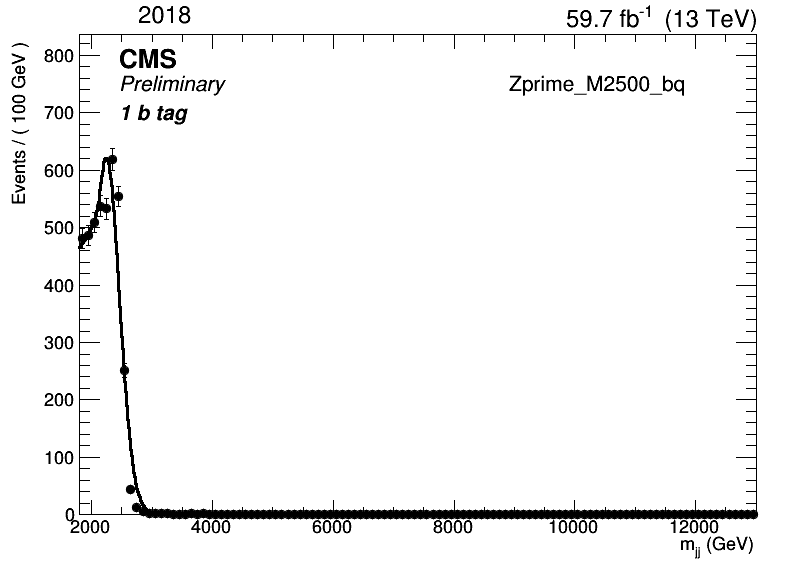 2018
59.7 fb⁻¹ (13 TeV)
CMS
Preliminary
1 b tag
Zprime_M2500_bq
Events / ( 100 GeV )
800
700
600
500
400
300
200
100
0
2000 4000 6000 8000 10000 12000
m_jj (GeV)